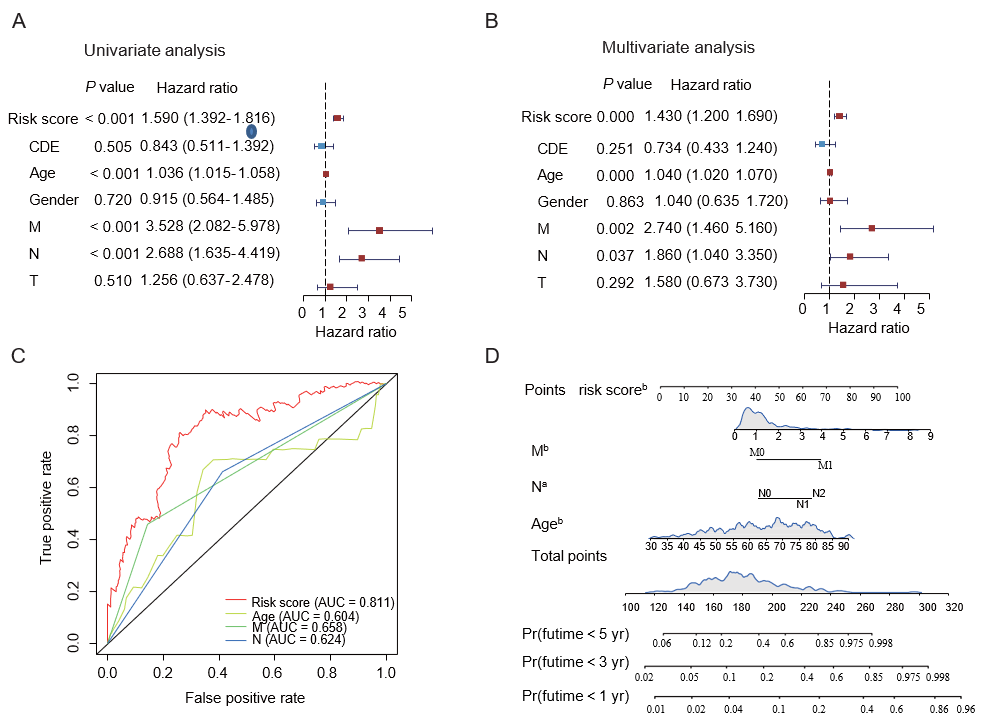 A
Univariate analysis
P value Hazard ratio
Risk score < 0.001 1.590 (1.392-1.816)
CDE 0.505 0.843 (0.511-1.392)
Age < 0.001 1.036 (1.015-1.058)
Gender 0.720 0.915 (0.564-1.485)
M < 0.001 3.528 (2.082-5.978)
N < 0.001 2.688 (1.635-4.419)
T 0.510 1.256 (0.637-2.478)
0 1 2 3 4 5
Hazard ratio
B
Multivariate analysis
P value Hazard ratio
Risk score 0.000 1.430 (1.200 1.690)
CDE 0.251 0.734 (0.433 1.240)
Age 0.000 1.040 (1.020 1.070)
Gender 0.863 1.040 (0.635 1.720)
M 0.002 2.740 (1.460 5.160)
N 0.037 1.860 (1.040 3.350)
T 0.292 1.580 (0.673 3.730)
0 1 2 3 4 5
Hazard ratio
C
True positive rate
1.0
0.8
0.6
0.4
0.2
0.0
Risk score (AUC = 0.811)
Age (AUC = 0.604)
M (AUC = 0.658)
N (AUC = 0.624)
0.0 0.2 0.4 0.6 0.8 1.0
False positive rate
D
Points risk scoreᵇ
0 10 20 30 40 50 60 70 80 90 100
0 1 2 3 4 5 6 7 8 9
Mᵇ
M0
M1
Nᵃ
N0 N2
N1
Ageᵇ
30 35 40 45 50 55 60 65 70 75 80 85 90
Total points
100 120 140 160 180 200 220 240 260 280 300 320
Pr(futime < 5 yr)
0.06 0.12 0.2 0.4 0.6 0.85 0.975 0.998
Pr(futime < 3 yr)
0.02 0.05 0.1 0.2 0.4 0.6 0.85 0.975 0.998
Pr(futime < 1 yr)
0.01 0.02 0.04 0.1 0.2 0.4 0.6 0.86 0.96